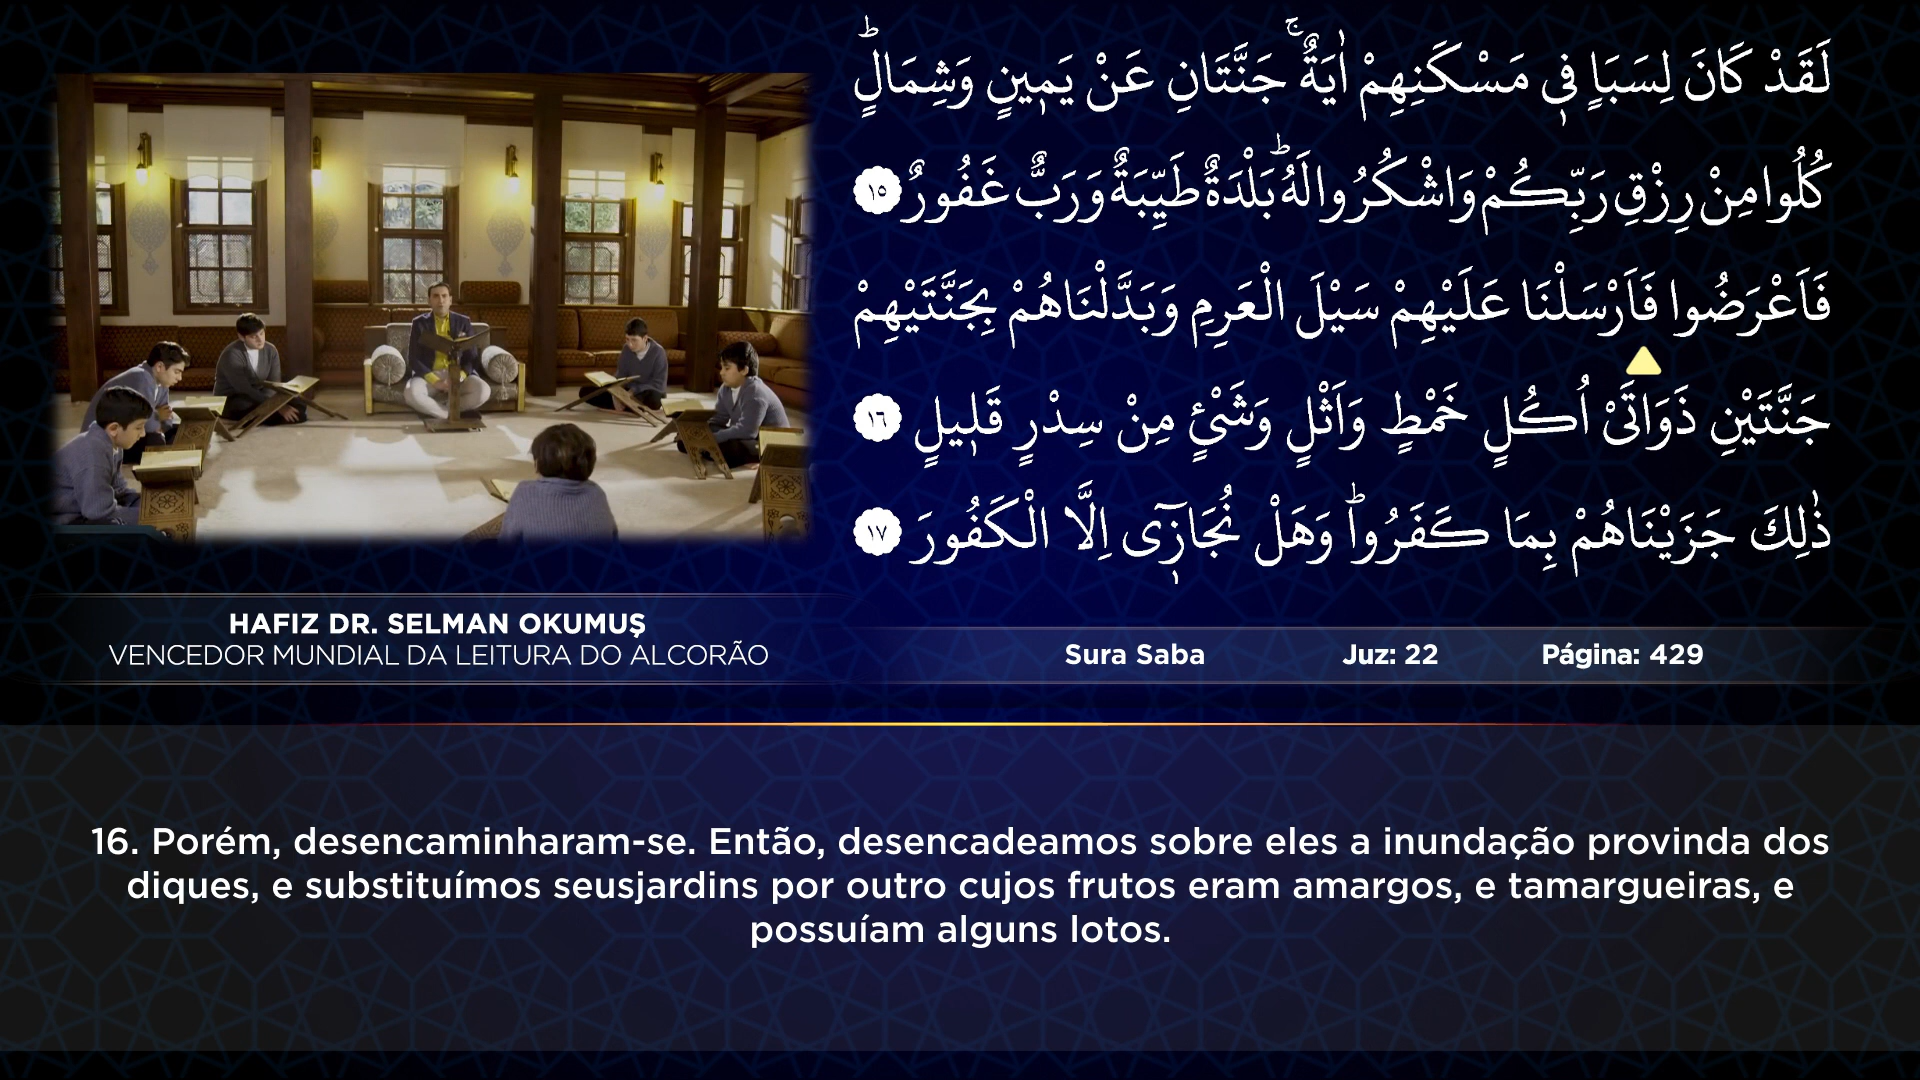 لَقَدْ كَانَ لِسَبَاٍ فٖي مَسْكَنِهِمْ اٰيَةٌۚ جَنَّتَانِ عَنْ يَمٖينٍ وَشِمَالٍؕ
كُلُوا مِنْ رِزْقِ رَبِّكُمْ وَاشْكُرُوا لَهُؕ بَلْدَةٌ طَيِّبَةٌ وَرَبٌّ غَفُورٌ ١٥
فَاَعْرَضُوا فَاَرْسَلْنَا عَلَيْهِمْ سَيْلَ الْعَرِمِ وَبَدَّلْنَاهُمْ بِجَنَّتَيْهِمْ
جَنَّتَيْنِ ذَوَاتَىْ اُكُلٍ خَمْطٍ وَاَثْلٍ وَشَيْءٍ مِنْ سِدْرٍ قَلٖيلٍ ١٦
ذٰلِكَ جَزَيْنَاهُمْ بِمَا كَفَرُواؕ وَهَلْ نُجَازٖٓى اِلَّا الْكَفُورَ ١٧
HAFIZ DR. SELMAN OKUMUŞ
VENCEDOR MUNDIAL DA LEITURA DO ALCORÃO
Sura Saba Juz: 22 Página: 429
16. Porém, desencaminharam-se. Então, desencadeamos sobre eles a inundação provinda dos
diques, e substituímos seusjardins por outro cujos frutos eram amargos, e tamargueiras, e
possuíam alguns lotos.